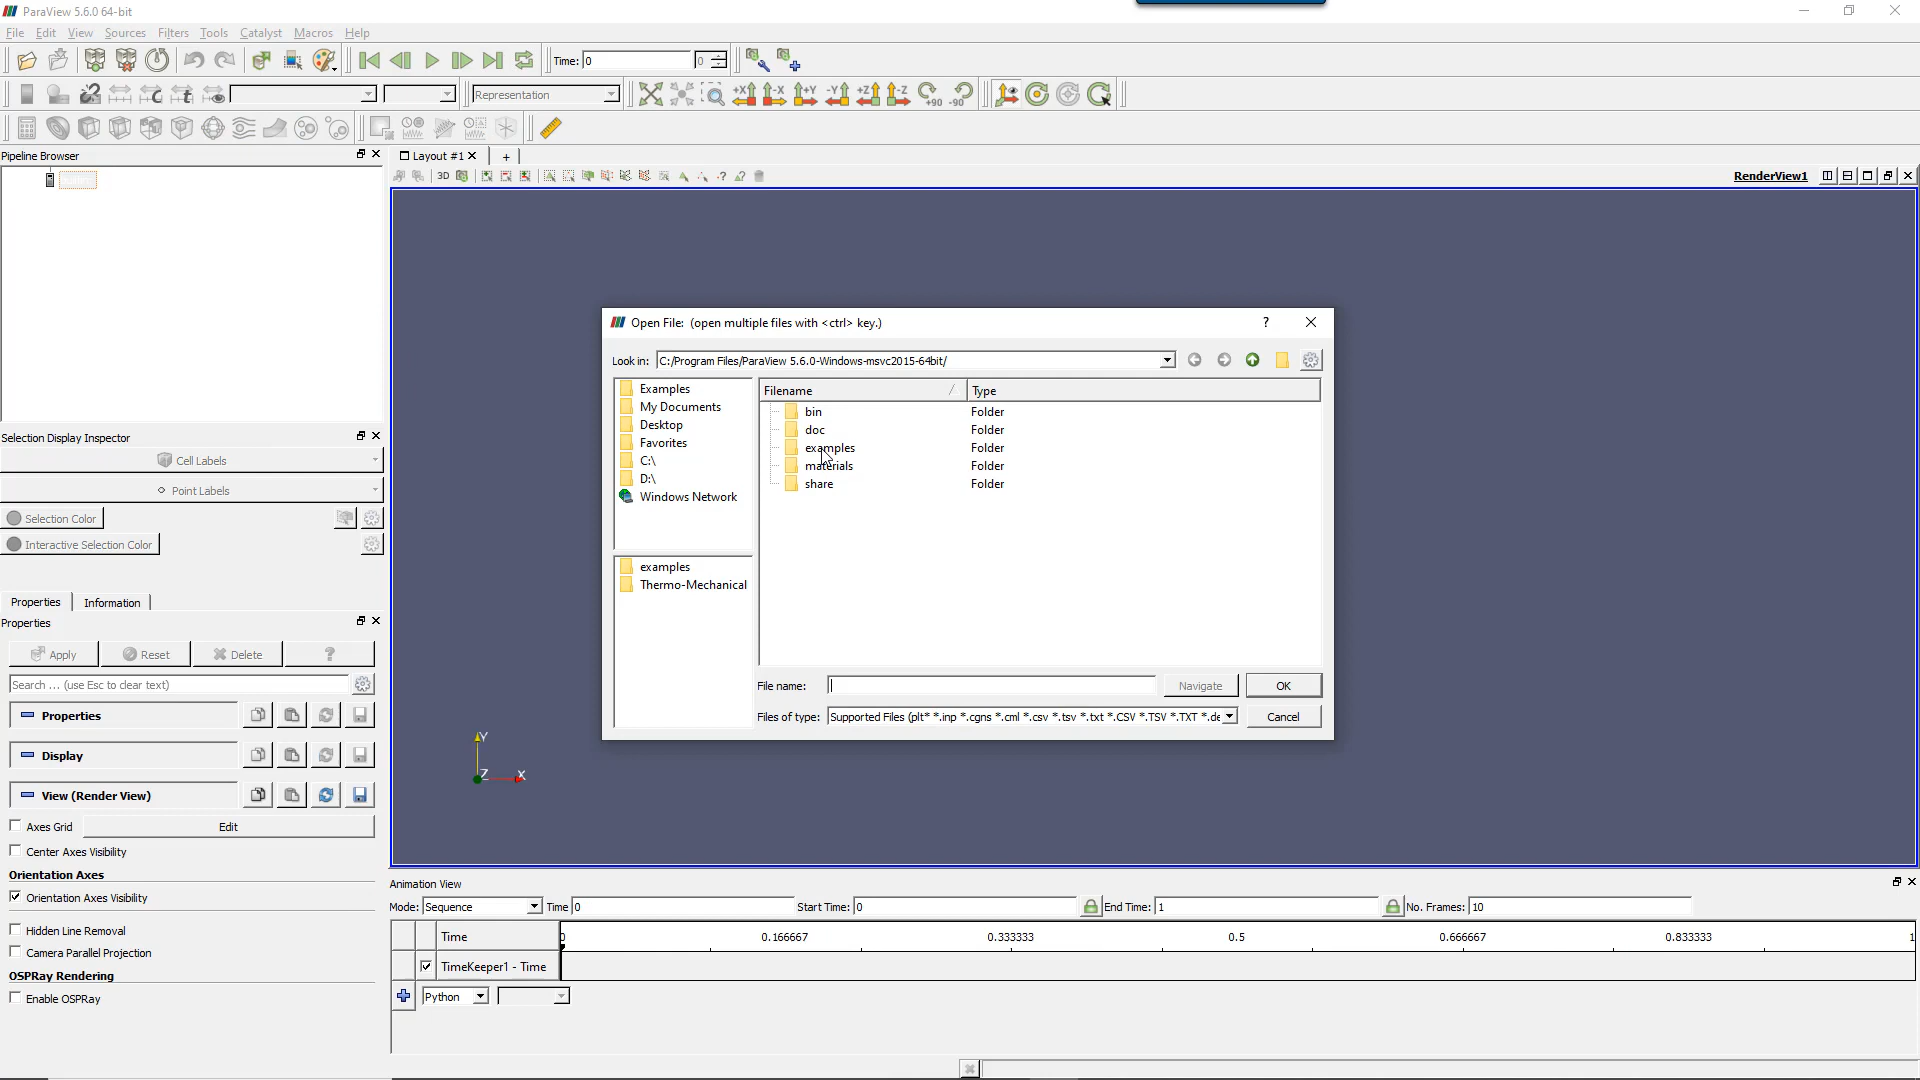 ParaView 5.6.0 64-bit
File Edit View Sources Filters Tools Catalyst Macros Help
Time: 0 0
Representation
+X -X +Y -Y +Z -Z +90 -90
Pipeline Browser
Layout #1 +
3D
RenderView1
Open File: (open multiple files with <ctrl> key.) ?
Look in: C:/Program Files/ParaView 5.6.0-Windows-msvc2015-64bit/
Examples
My Documents
Desktop
Favorites
C:\
D:\
Windows Network
examples
Thermo-Mechanical
Filename Type
bin Folder
doc Folder
examples Folder
materials Folder
share Folder
File name: Navigate OK
Files of type: Supported Files (plt* *.inp *.cgns *.cml *.csv *.tsv *.txt *.CSV *.TSV *.TXT *.de Cancel
Selection Display Inspector
Cell Labels
Point Labels
Selection Color
Interactive Selection Color
Properties Information
Properties
Apply Reset Delete ?
Search ... (use Esc to clear text)
Properties
Display
View (Render View)
Axes Grid Edit
Center Axes Visibility
Orientation Axes
Orientation Axes Visibility
Hidden Line Removal
Camera Parallel Projection
OSPRay Rendering
Enable OSPRay
Y
Z X
Animation View
Mode: Sequence Time 0 Start Time: 0 End Time: 1 No. Frames: 10
Time 0 0.166667 0.333333 0.5 0.666667 0.833333 1
TimeKeeper1 - Time
Python